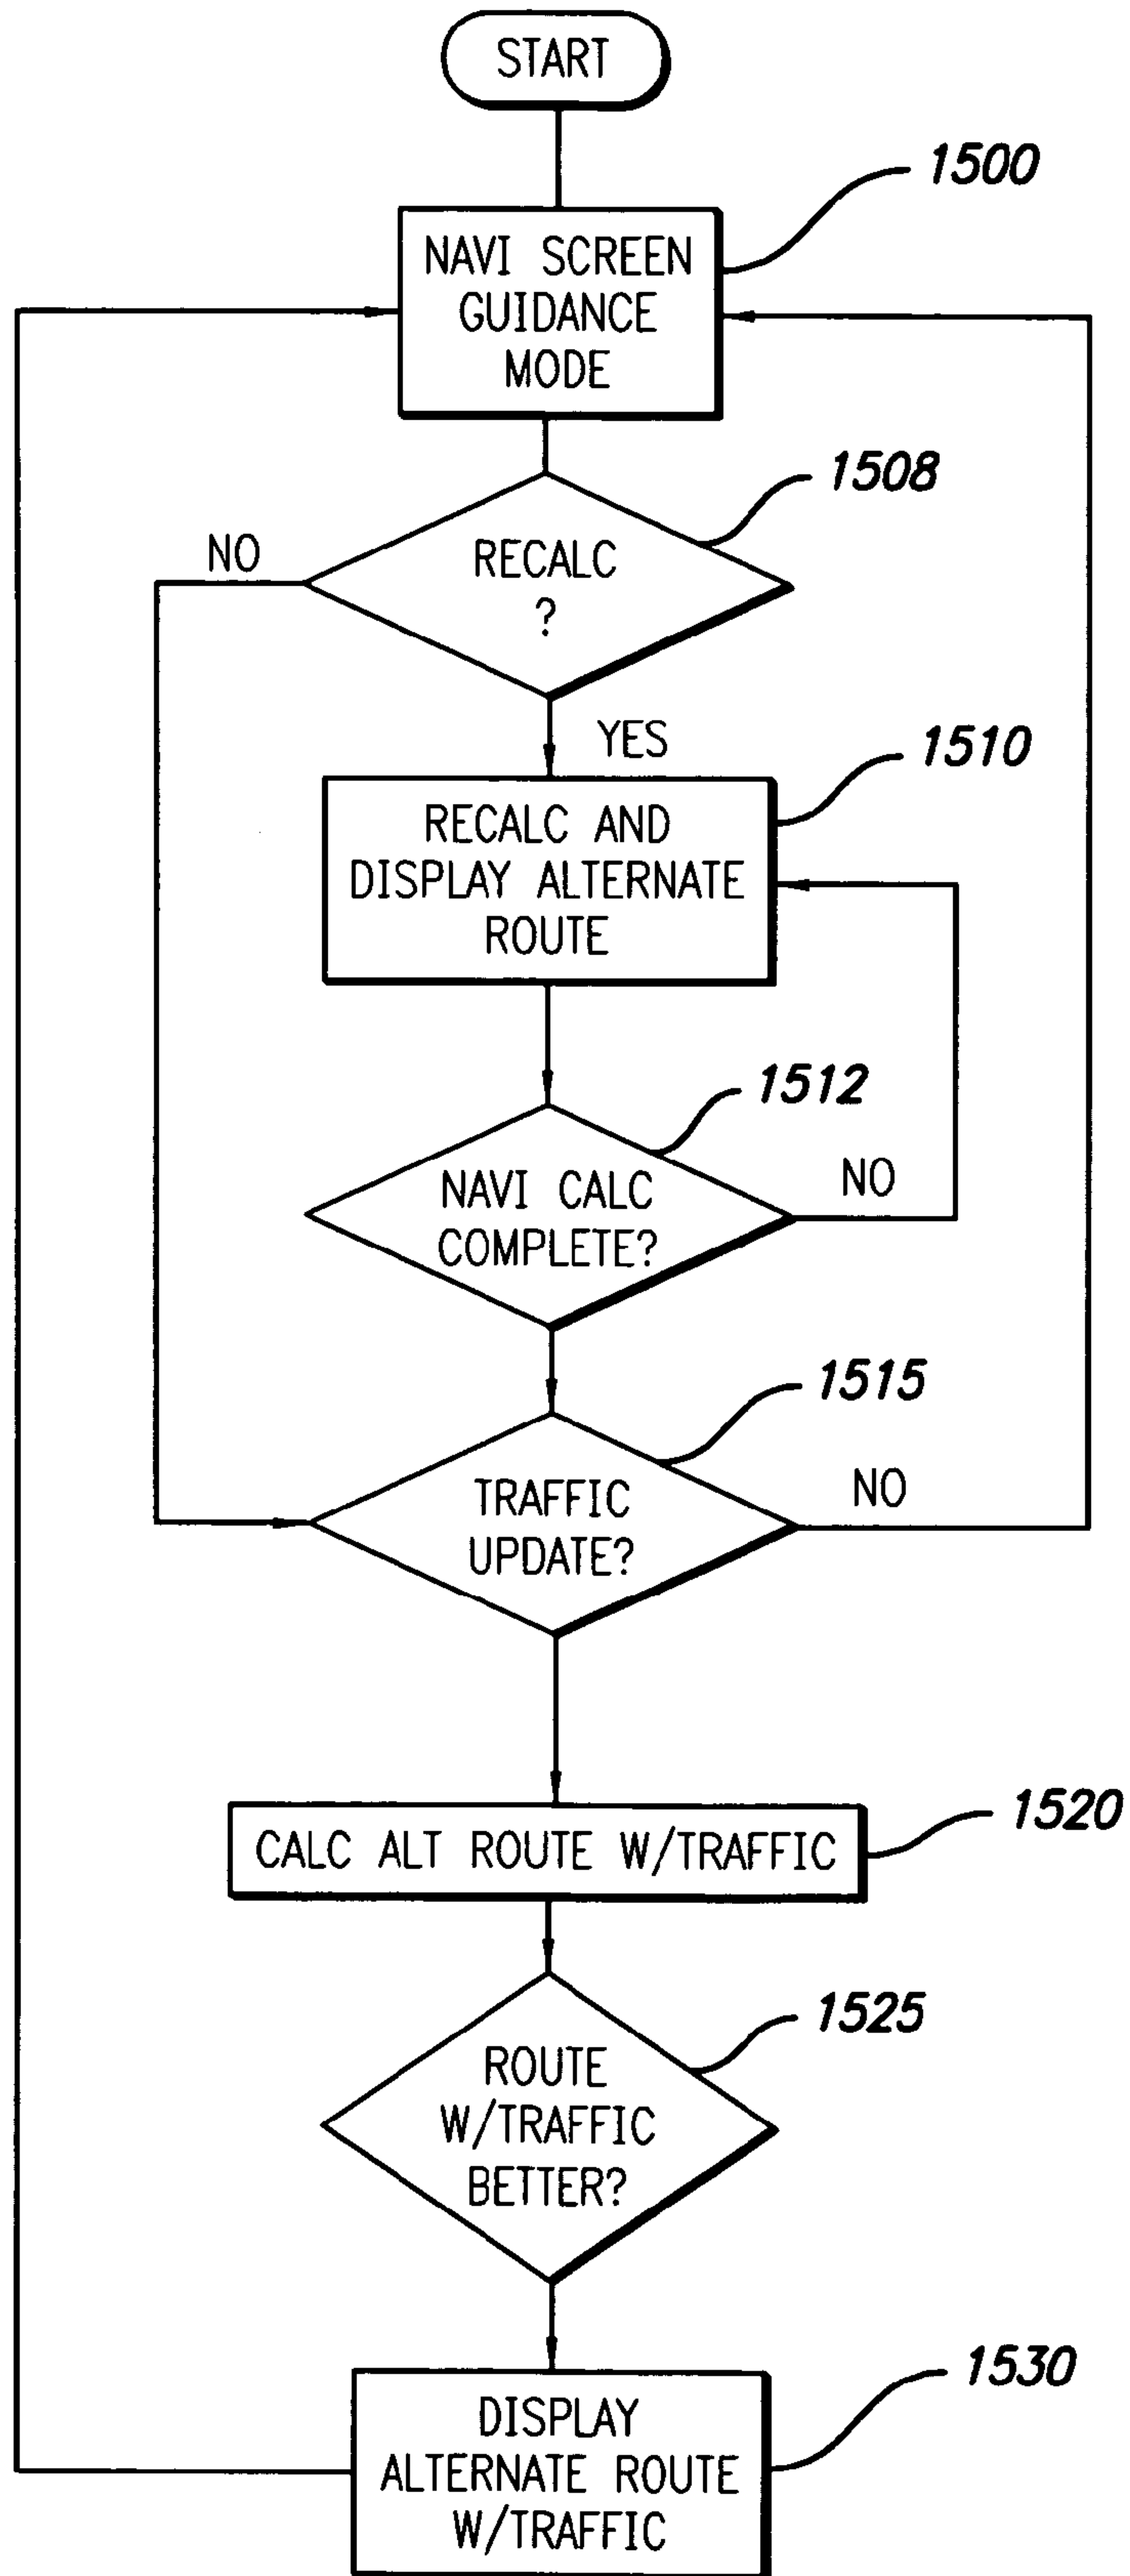 START
1500
NAVI SCREEN
GUIDANCE
MODE
1508
NO
RECALC
?
YES
1510
RECALC AND
DISPLAY ALTERNATE
ROUTE
1512
NAVI CALC
COMPLETE?
NO
1515
TRAFFIC
UPDATE?
NO
1520
CALC ALT ROUTE W/TRAFFIC
1525
ROUTE
W/TRAFFIC
BETTER?
1530
DISPLAY
ALTERNATE ROUTE
W/TRAFFIC